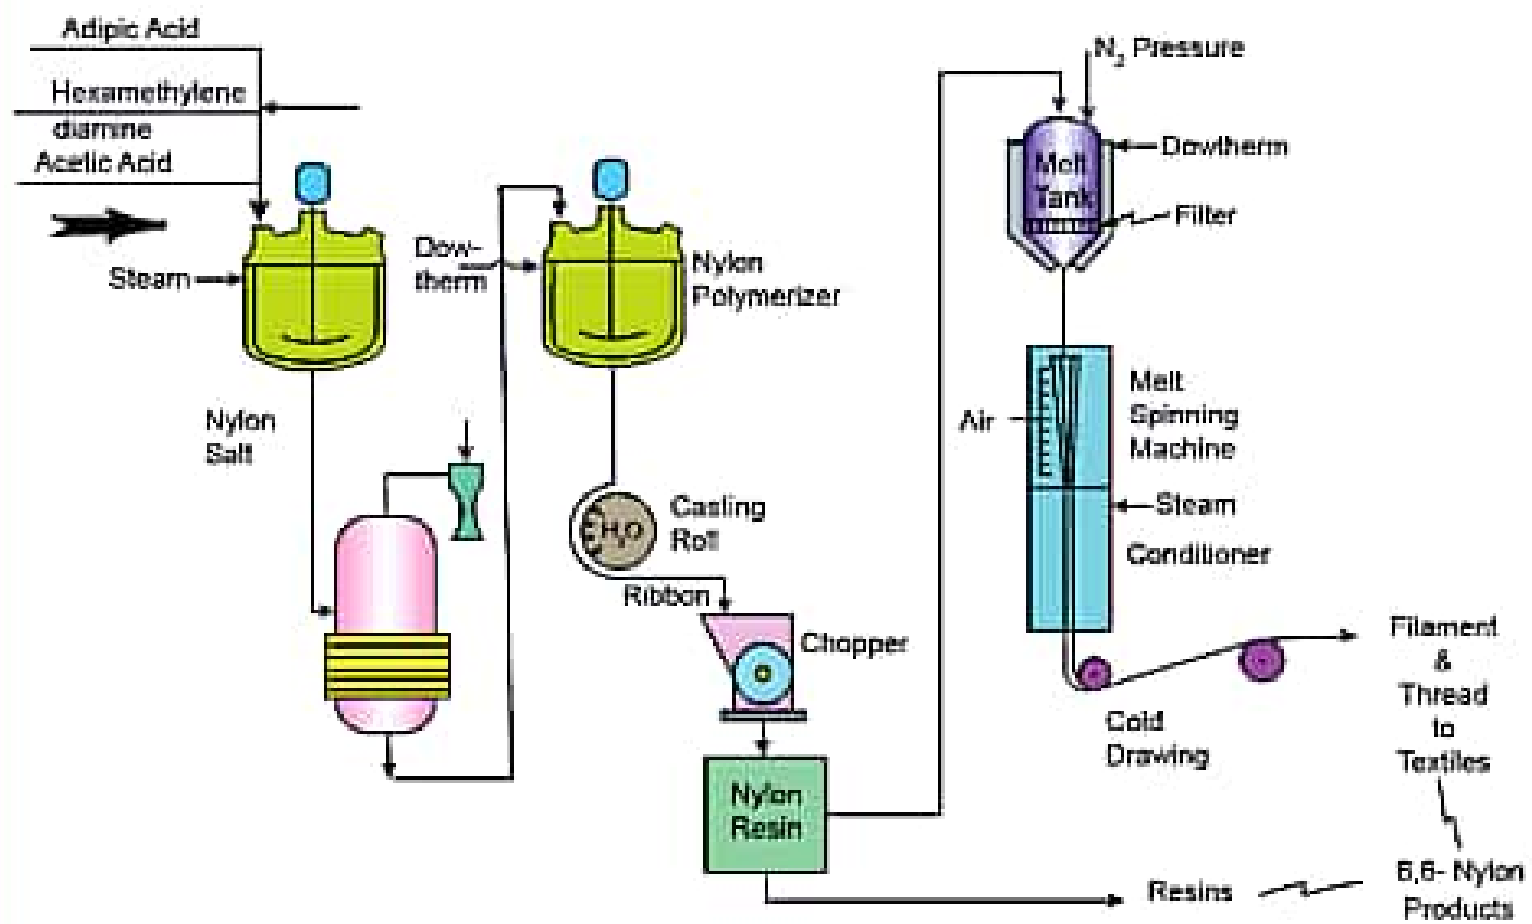 Adipic Acid
Hexamethylene
diamine
Acetic Acid
Steam
Nylon
Salt
Dow-
therm
Nylon
Polymerizer
H₂O
Casting
Roll
Ribbon
Chopper
Nylon
Resin
N₂ Pressure
Dowtherm
Melt
Tank
Filter
Air
Melt
Spinning
Machine
Steam
Conditioner
Cold
Drawing
Filament
&
Thread
to
Textiles
Resins
6,6- Nylon
Products